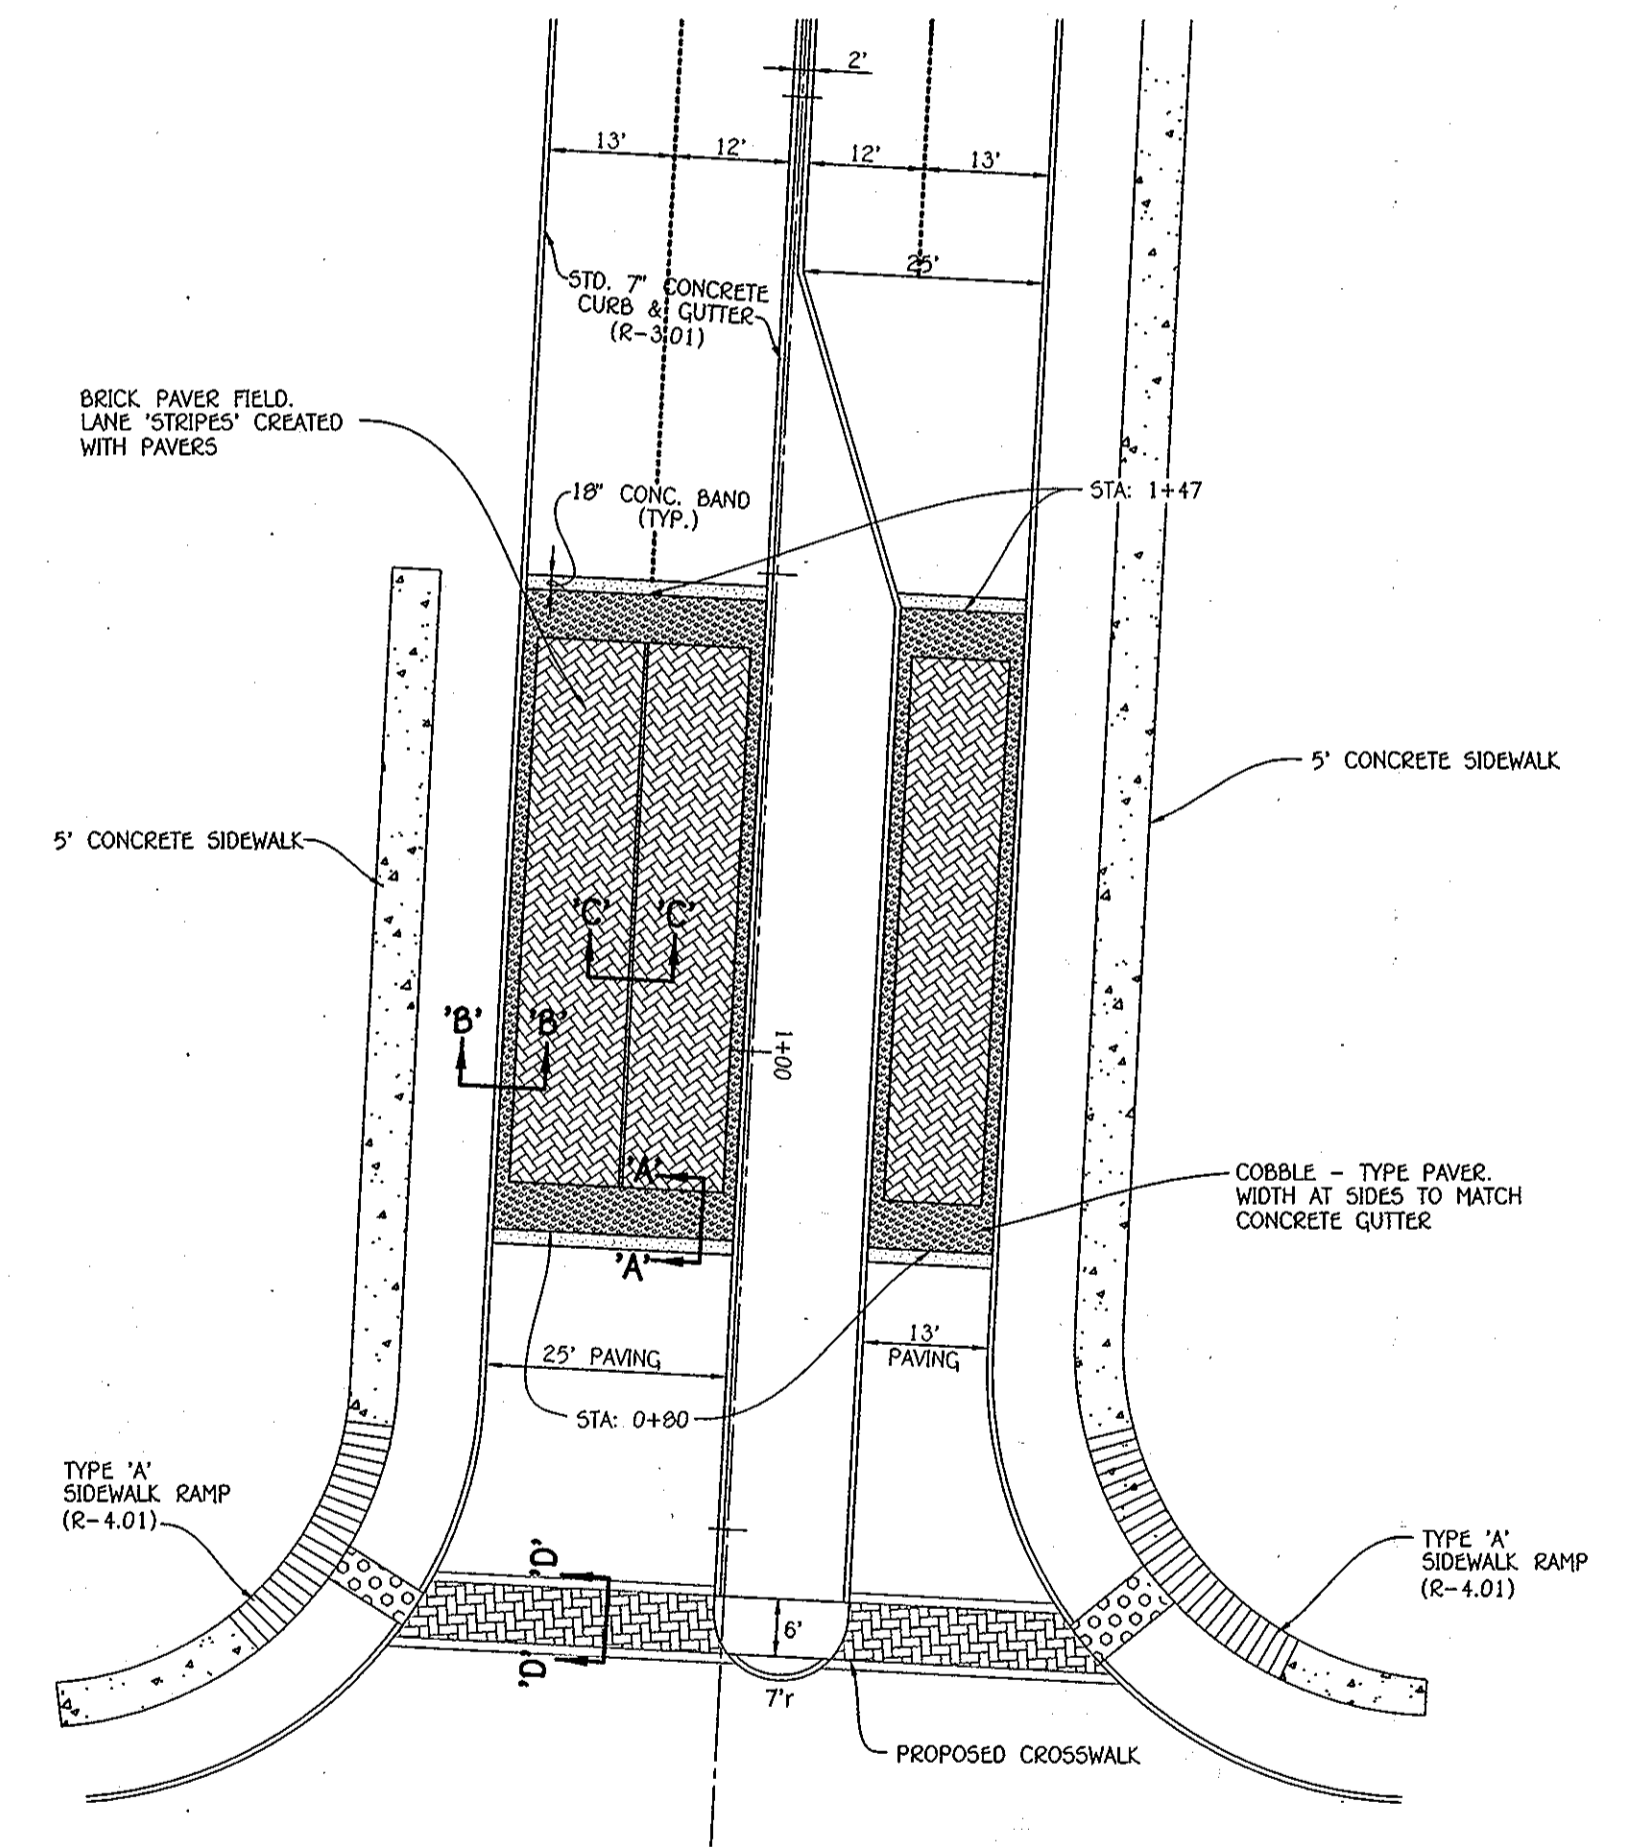 2'
13'
12'
12'
13'
25'
STD. 7" CONCRETE
CURB & GUTTER
(R-3.01)
BRICK PAVER FIELD.
LANE 'STRIPES' CREATED
WITH PAVERS
18" CONC. BAND
(TYP.)
STA: 1+47
5' CONCRETE SIDEWALK
5' CONCRETE SIDEWALK
'C'
'C'
'B'
'B'
1+00
'A'
'A'
COBBLE - TYPE PAVER.
WIDTH AT SIDES TO MATCH
CONCRETE GUTTER
13'
PAVING
25' PAVING
STA: 0+80
TYPE 'A'
SIDEWALK RAMP
(R-4.01)
TYPE 'A'
SIDEWALK RAMP
(R-4.01)
'D'
'D'
6'
7'r
PROPOSED CROSSWALK